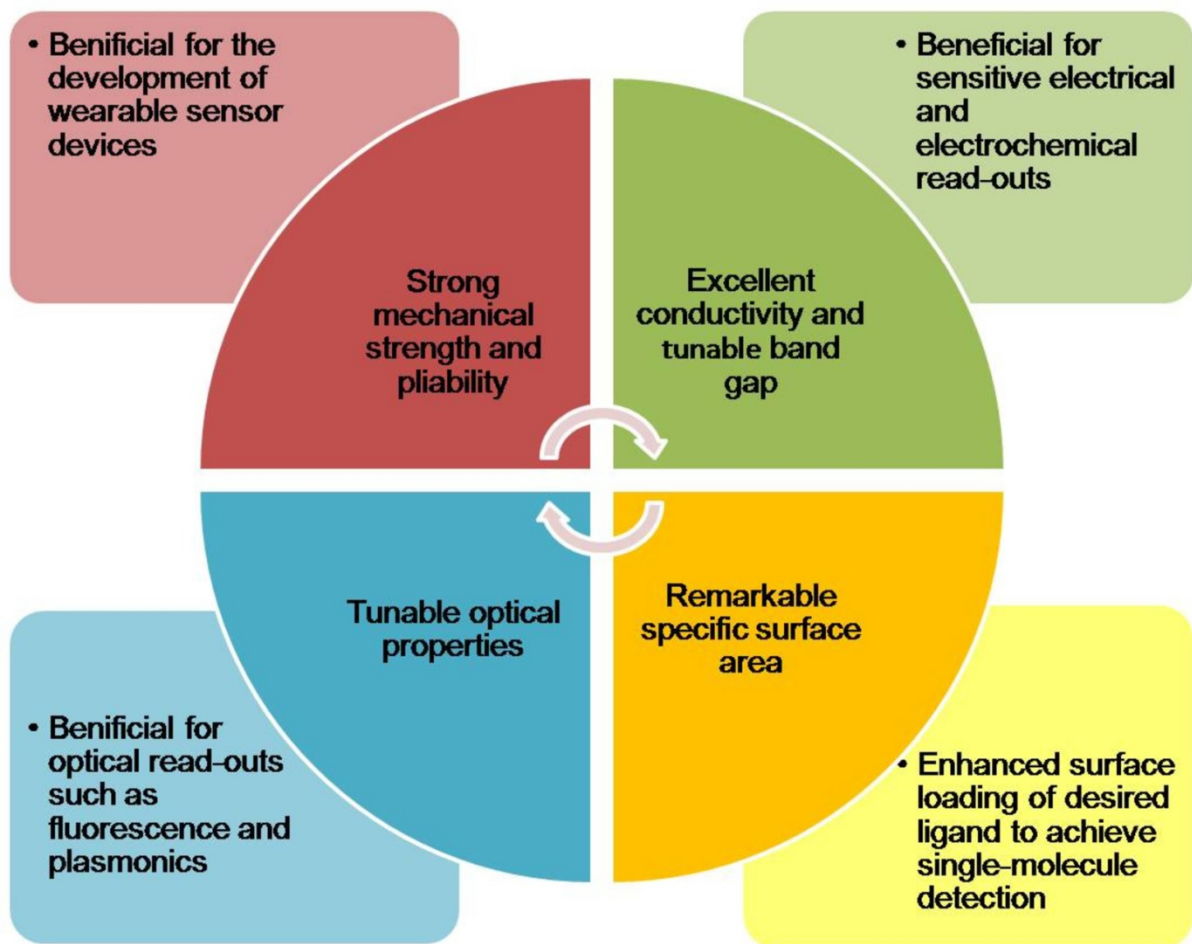 • Benificial for the
development of
wearable sensor
devices
• Beneficial for
sensitive electrical
and
electrochemical
read-outs
Strong
mechanical
strength and
pliability
Excellent
conductivity and
tunable band
gap
Tunable optical
properties
Remarkable
specific surface
area
• Benificial for
optical read-outs
such as
fluorescence and
plasmonics
• Enhanced surface
loading of desired
ligand to achieve
single-molecule
detection